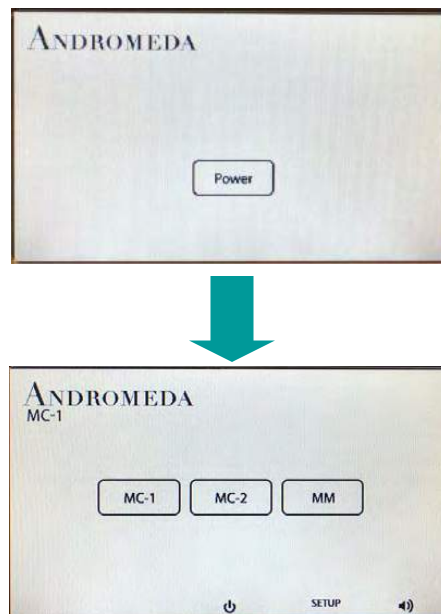 ANDROMEDA
Power
ANDROMEDA
MC-1
MC-1 MC-2 MM
SETUP